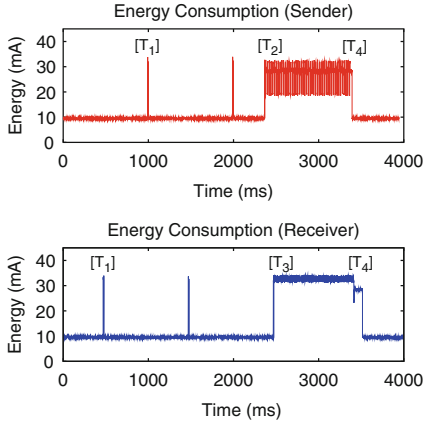 Energy Consumption (Sender)
[T1] [T2] [T4]
Energy (mA)
40
30
20
10
0
0 1000 2000 3000 4000
Time (ms)
Energy Consumption (Receiver)
[T1] [T3] [T4]
Energy (mA)
40
30
20
10
0
0 1000 2000 3000 4000
Time (ms)